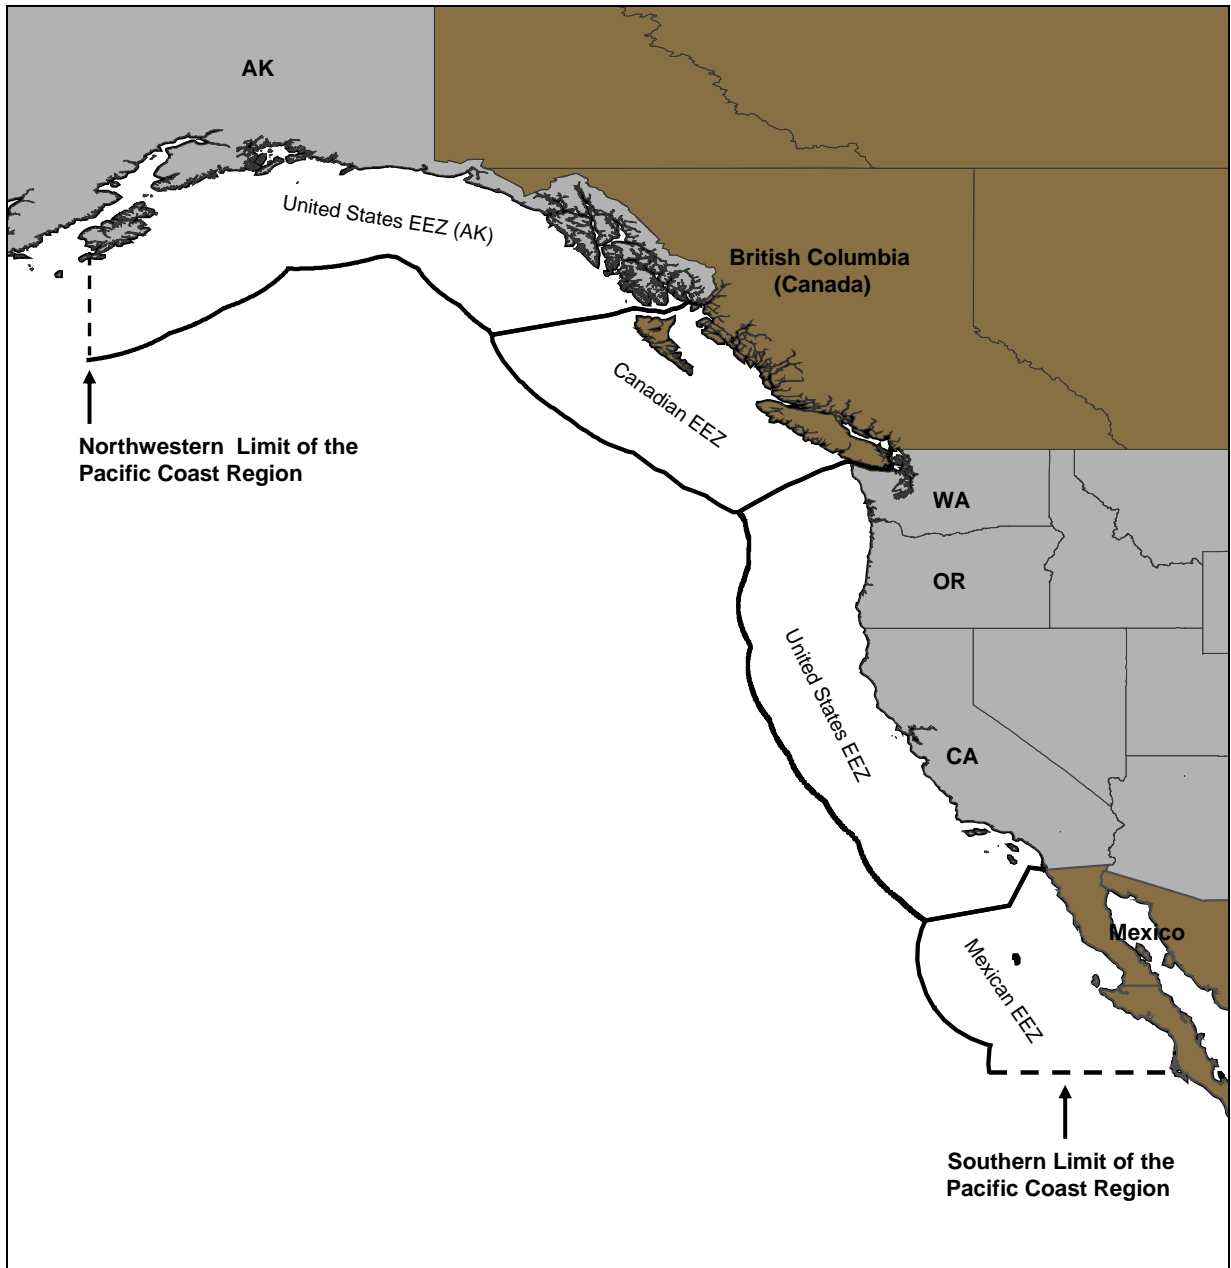 AK
United States EEZ (AK)
British Columbia
(Canada)
Canadian EEZ
Northwestern Limit of the
Pacific Coast Region
WA
OR
United States EEZ
CA
Mexico
Mexican EEZ
Southern Limit of the
Pacific Coast Region